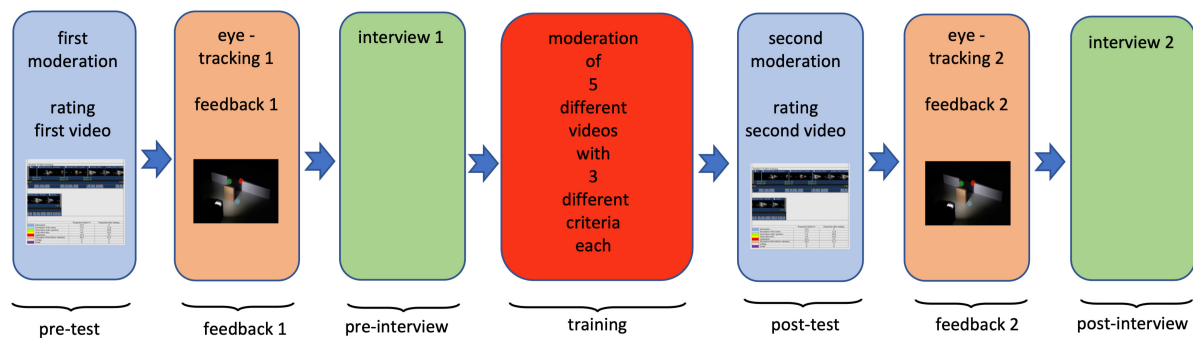 first
moderation
rating
first video
pre-test
eye -
tracking 1
feedback 1
feedback 1
interview 1
pre-interview
moderation
of
5
different
videos
with
3
different
criteria
each
training
second
moderation
rating
second video
post-test
eye -
tracking 2
feedback 2
feedback 2
interview 2
post-interview